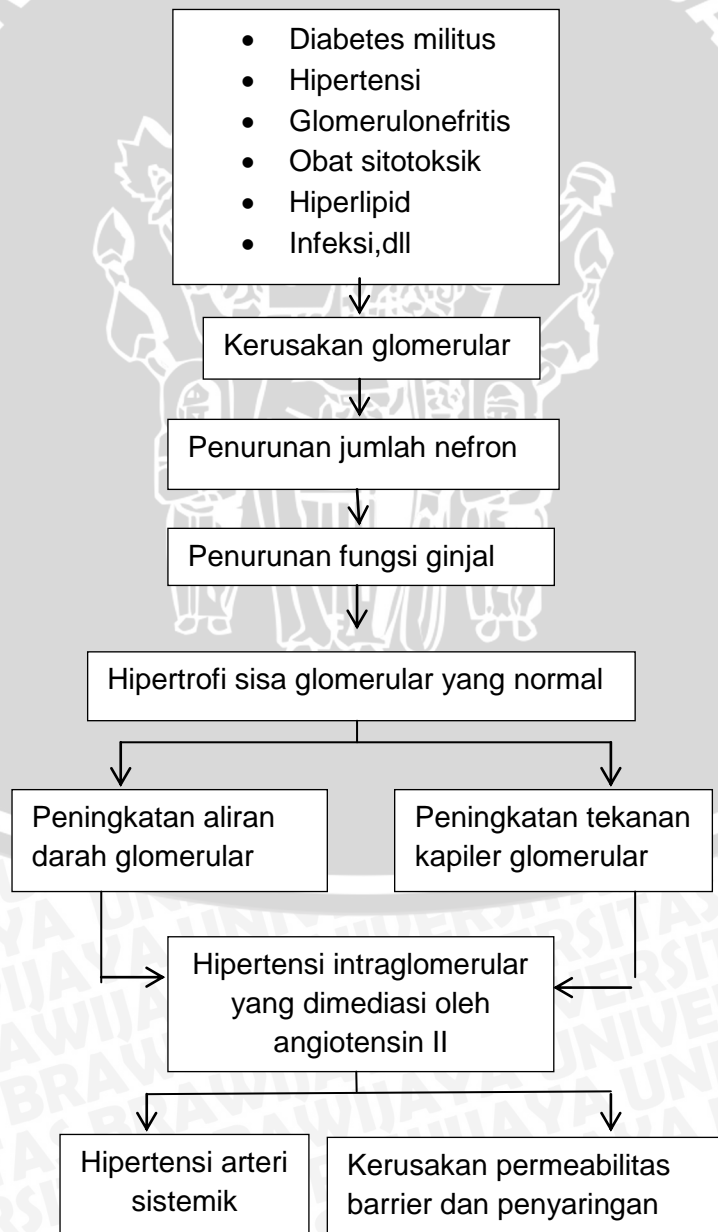 • Diabetes militus
• Hipertensi
• Glomerulonefritis
• Obat sitotoksik
• Hiperlipid
• Infeksi,dll
Kerusakan glomerular
Penurunan jumlah nefron
Penurunan fungsi ginjal
Hipertrofi sisa glomerular yang normal
Peningkatan aliran
darah glomerular
Peningkatan tekanan
kapiler glomerular
Hipertensi intraglomerular
yang dimediasi oleh
angiotensin II
Hipertensi arteri
sistemik
Kerusakan permeabilitas
barrier dan penyaringan